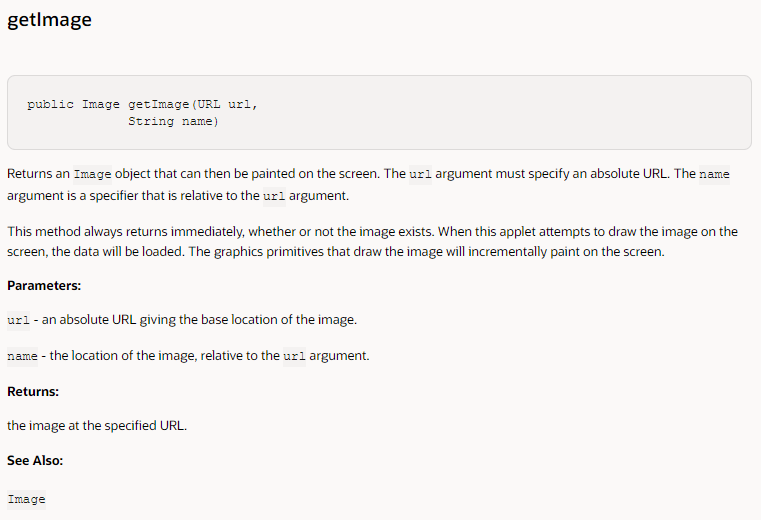 getImage
public Image getImage(URL url,
String name)
Returns an Image object that can then be painted on the screen. The url argument must specify an absolute URL. The name
argument is a specifier that is relative to the url argument.
This method always returns immediately, whether or not the image exists. When this applet attempts to draw the image on the
screen, the data will be loaded. The graphics primitives that draw the image will incrementally paint on the screen.
Parameters:
url - an absolute URL giving the base location of the image.
name - the location of the image, relative to the url argument.
Returns:
the image at the specified URL.
See Also:
Image